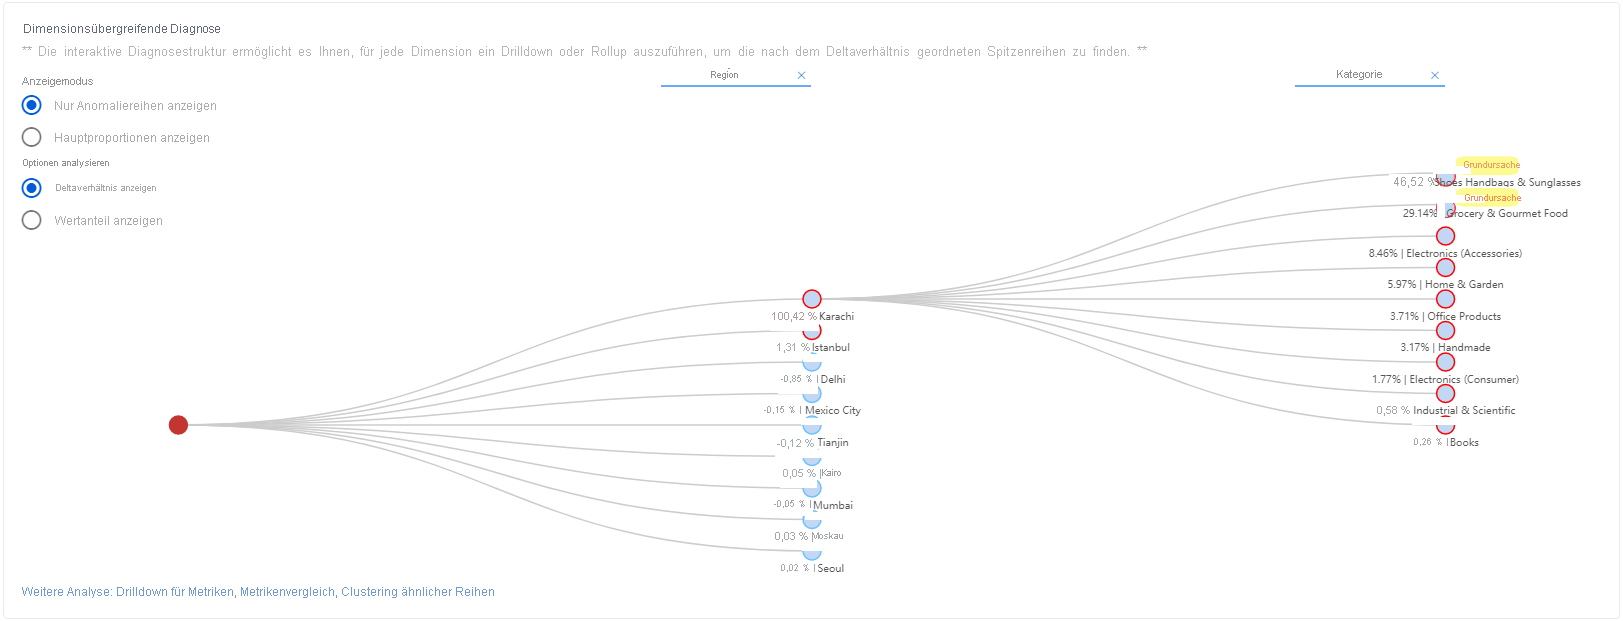 Dimensionsübergreifende Diagnose
** Die interaktive Diagnosestruktur ermöglicht es Ihnen, für jede Dimension ein Drilldown oder Rollup auszuführen, um die nach dem Deltaverhältnis geordneten Spitzenreihen zu finden. **
Anzeigemodus
Nur Anomaliereihen anzeigen
Hauptproportionen anzeigen
Optionen analysieren
Deltaverhältnis anzeigen
Wertanteil anzeigen
Region
100,42 % Karachi
1,31 % Istanbul
-0,85 % | Delhi
-0,15 % | Mexico City
-0,12 % Tianjin
0,05 % |Kairo
-0,05 % | Mumbai
0,03 % Moskau
0,02 % | Seoul
Kategorie
Grundursache
46,52 % Shoes Handbags & Sunglasses
Grundursache
29.14% Grocery & Gourmet Food
8.46% | Electronics (Accessories)
5.97% | Home & Garden
3.71% | Office Products
3.17% | Handmade
1.77% | Electronics (Consumer)
0,58 % Industrial & Scientific
0,26 % | Books
Weitere Analyse: Drilldown für Metriken, Metrikenvergleich, Clustering ähnlicher Reihen